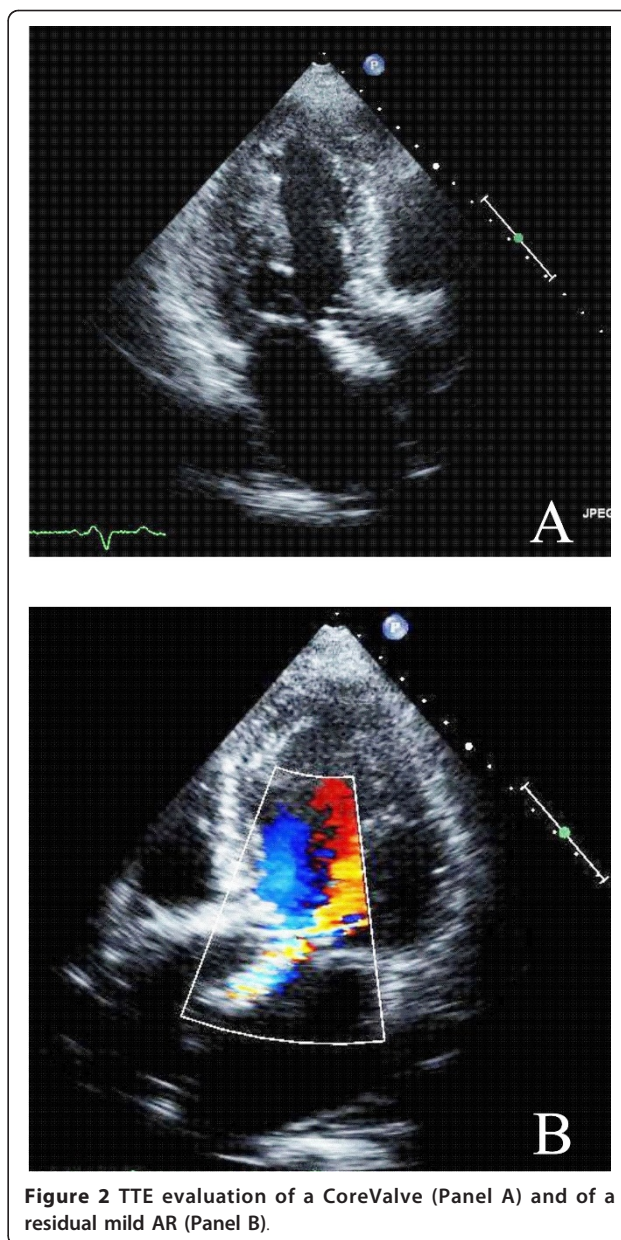 P
A
JPEG
P
B
Figure 2 TTE evaluation of a CoreValve (Panel A) and of a
residual mild AR (Panel B).